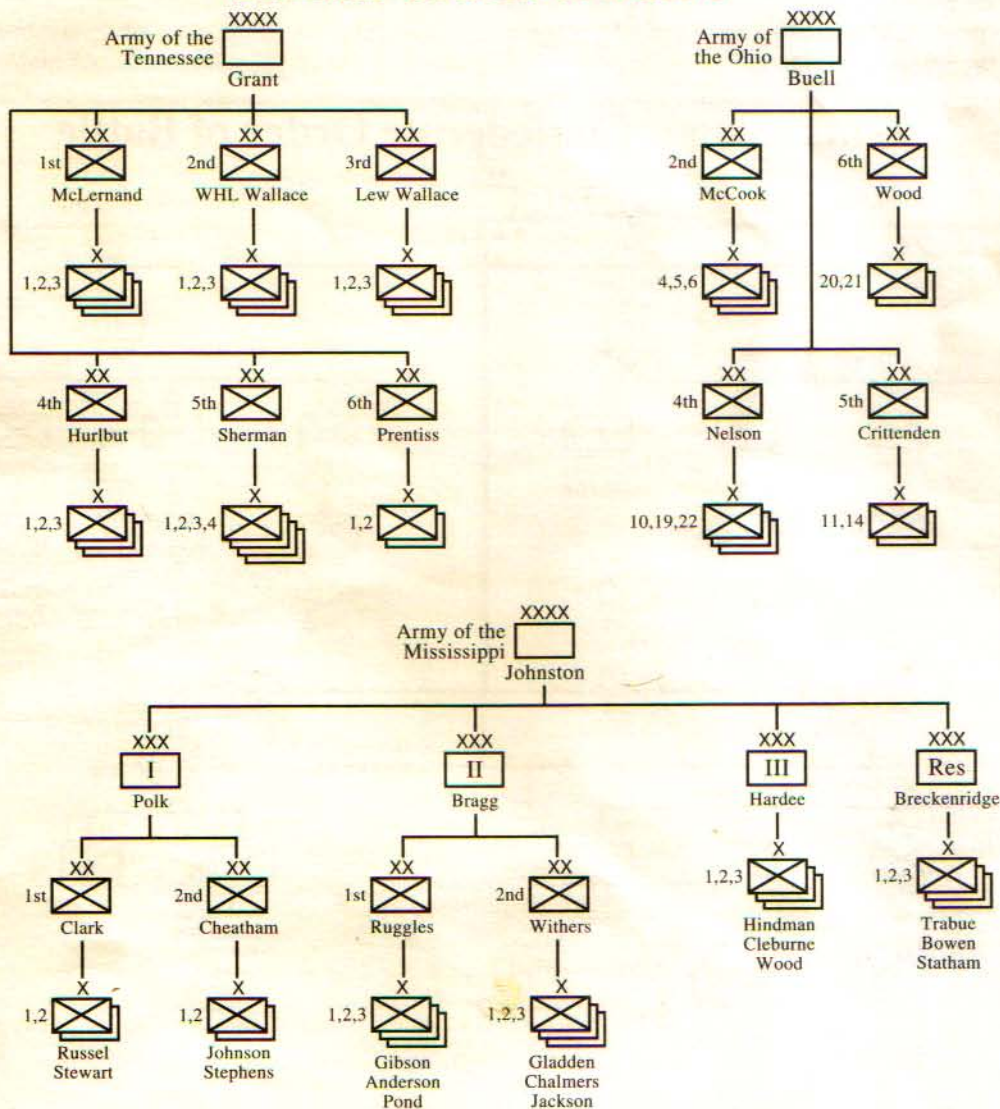 XXXX
Army of the
Tennessee
Grant
XX XX XX
1st 2nd 3rd
McLernand WHL Wallace Lew Wallace
X X X
1,2,3 1,2,3 1,2,3
XX XX XX
4th 5th 6th
Hurlbut Sherman Prentiss
X X X
1,2,3 1,2,3,4 1,2
XXXX
Army of
the Ohio
Buell
XX XX
2nd 6th
McCook Wood
X X
4,5,6 20,21
XX XX
4th 5th
Nelson Crittenden
X X
10,19,22 11,14
XXXX
Army of the
Mississippi
Johnston
XXX XXX XXX XXX
I II III Res
Polk Bragg Hardee Breckenridge
XX XX XX XX
1st 2nd 1st 2nd
Clark Cheatham Ruggles Withers
X X X X
1,2 1,2 1,2,3 1,2,3
Russel
Stewart
Johnson
Stephens
Gibson
Anderson
Pond
Gladden
Chalmers
Jackson
X X
1,2,3 1,2,3
Hindman
Cleburne
Wood
Trabue
Bowen
Statham